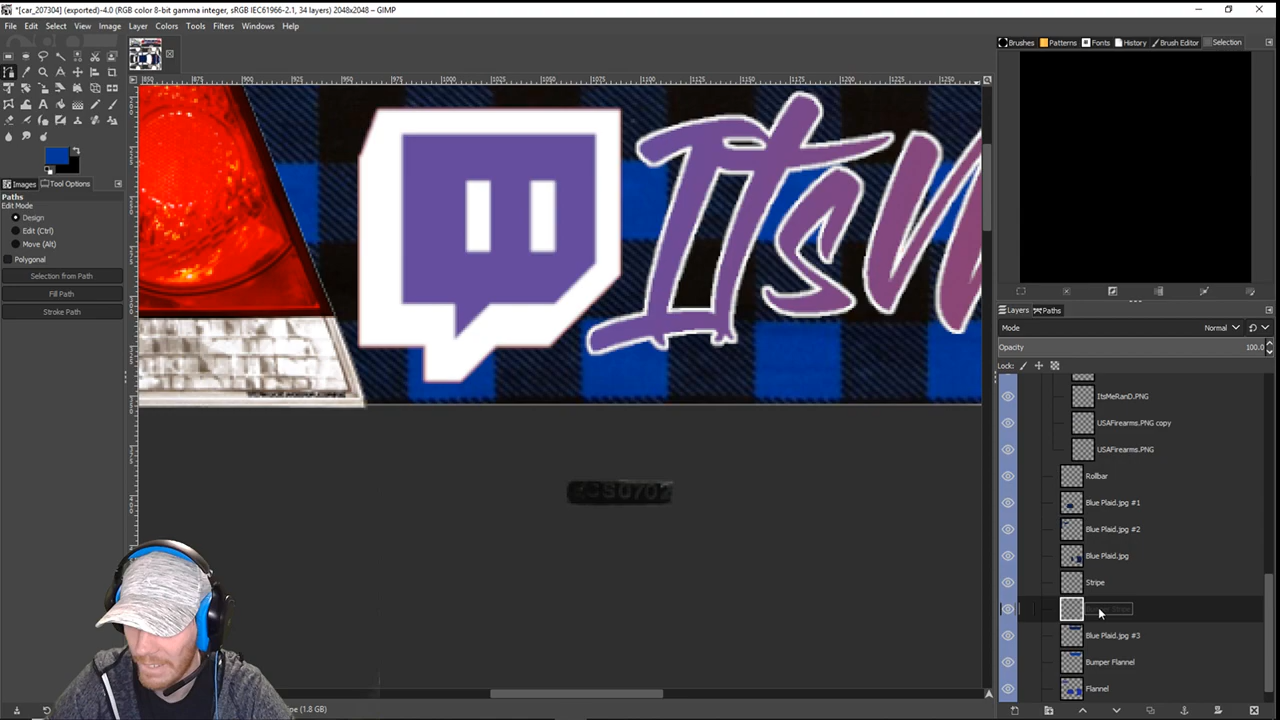 *[car_207304] (exported)-4.0 (RGB color 8-bit gamma integer, sRGB IEC61966-2.1, 34 layers) 2048x2048 – GIMP
File Edit Select View Image Layer Colors Tools Filters Windows Help
Brushes Patterns Fonts History Brush Editor Selection
Images Tool Options
Paths
Edit Mode
Design
Edit (Ctrl)
Move (Alt)
Polygonal
Selection from Path
Fill Path
Stroke Path
Its
Layers Paths
Mode Normal
Opacity 100.0
Lock:
ItsMeRanD.PNG
USAFirearms.PNG copy
USAFirearms.PNG
Rollbar
Blue Plaid.jpg #1
Blue Plaid.jpg #2
Blue Plaid.jpg
Stripe
Blue Plaid.jpg #3
Bumper Flannel
Flannel
(1.8 GB)